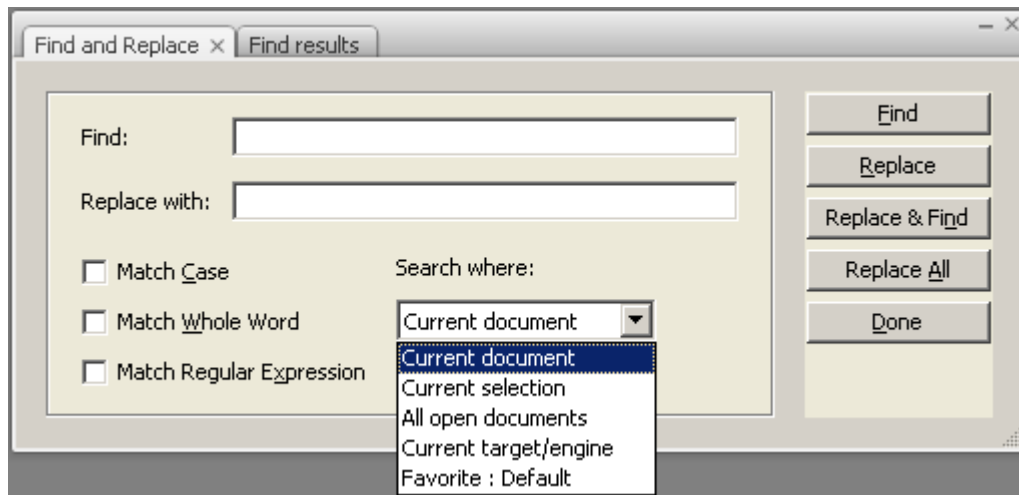 Find and Replace
Find results
Find:
Find
Replace with:
Replace
Replace & Find
Match Case
Search where:
Replace All
Match Whole Word
Current document
Done
Match Regular Expression
Current document
Current selection
All open documents
Current target/engine
Favorite : Default